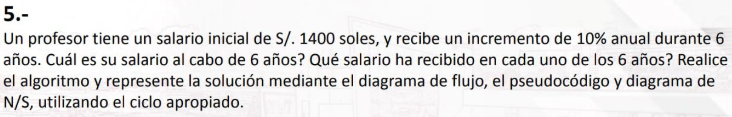 5.-
Un profesor tiene un salario inicial de S/. 1400 soles, y recibe un incremento de 10% anual durante 6
años. Cuál es su salario al cabo de 6 años? Qué salario ha recibido en cada uno de los 6 años? Realice
el algoritmo y represente la solución mediante el diagrama de flujo, el pseudocódigo y diagrama de
N/S, utilizando el ciclo apropiado.